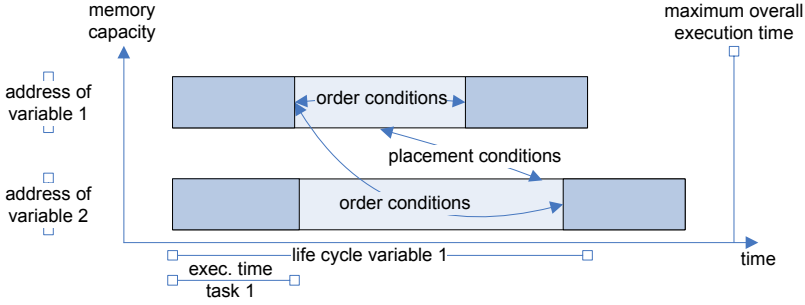 memory
capacity
maximum overall
execution time
address of
variable 1
order conditions
placement conditions
address of
variable 2
order conditions
life cycle variable 1
time
exec. time
task 1